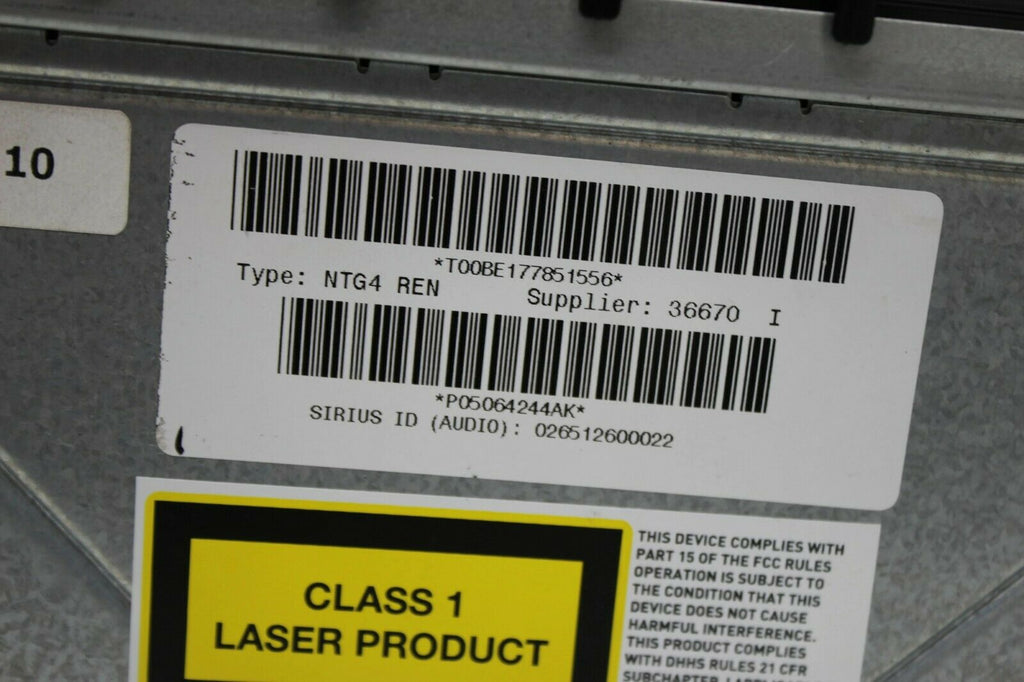 10
*T00BE177851556*
Type: NTG4 REN Supplier: 36670 I
*P05064244AK*
SIRIUS ID (AUDIO): 026512600022
CLASS 1
LASER PRODUCT
THIS DEVICE COMPLIES WITH
PART 15 OF THE FCC RULES
OPERATION IS SUBJECT TO
THE CONDITION THAT THIS
DEVICE DOES NOT CAUSE
HARMFUL INTERFERENCE.
THIS PRODUCT COMPLIES
WITH DHHS RULES 21 CFR
SUBCHAPTER